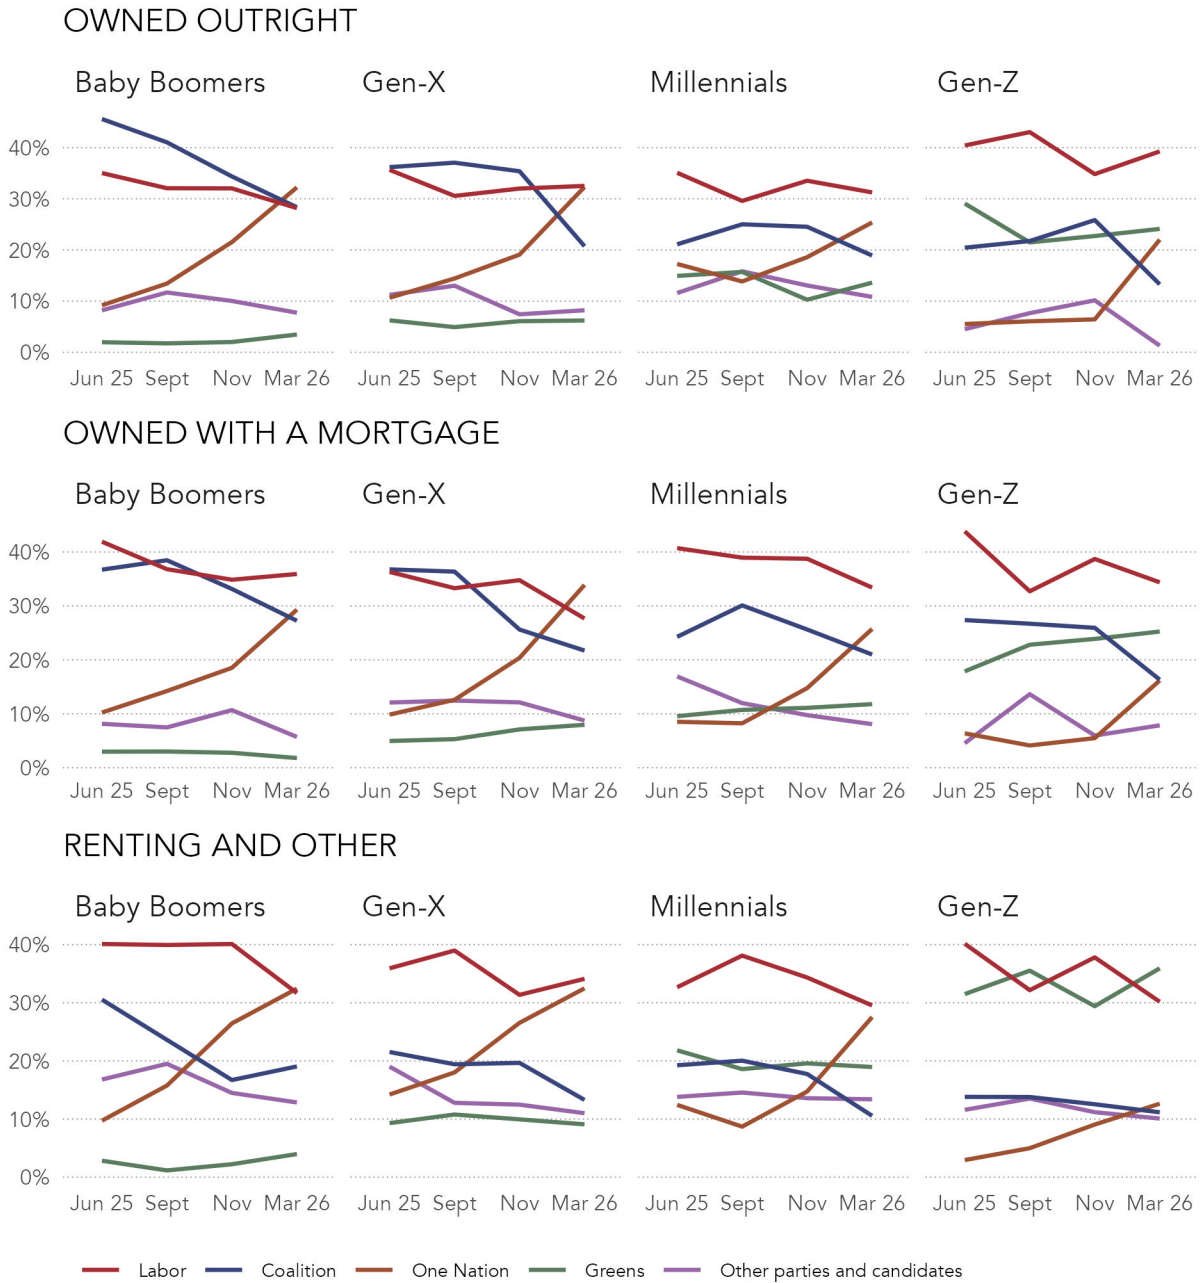 OWNED OUTRIGHT
Baby Boomers Gen-X Millennials Gen-Z
40%
30%
20%
10%
0%
Jun 25 Sept Nov Mar 26 Jun 25 Sept Nov Mar 26 Jun 25 Sept Nov Mar 26 Jun 25 Sept Nov Mar 26
OWNED WITH A MORTGAGE
Baby Boomers Gen-X Millennials Gen-Z
40%
30%
20%
10%
0%
Jun 25 Sept Nov Mar 26 Jun 25 Sept Nov Mar 26 Jun 25 Sept Nov Mar 26 Jun 25 Sept Nov Mar 26
RENTING AND OTHER
Baby Boomers Gen-X Millennials Gen-Z
40%
30%
20%
10%
0%
Jun 25 Sept Nov Mar 26 Jun 25 Sept Nov Mar 26 Jun 25 Sept Nov Mar 26 Jun 25 Sept Nov Mar 26
Labor Coalition One Nation Greens Other parties and candidates